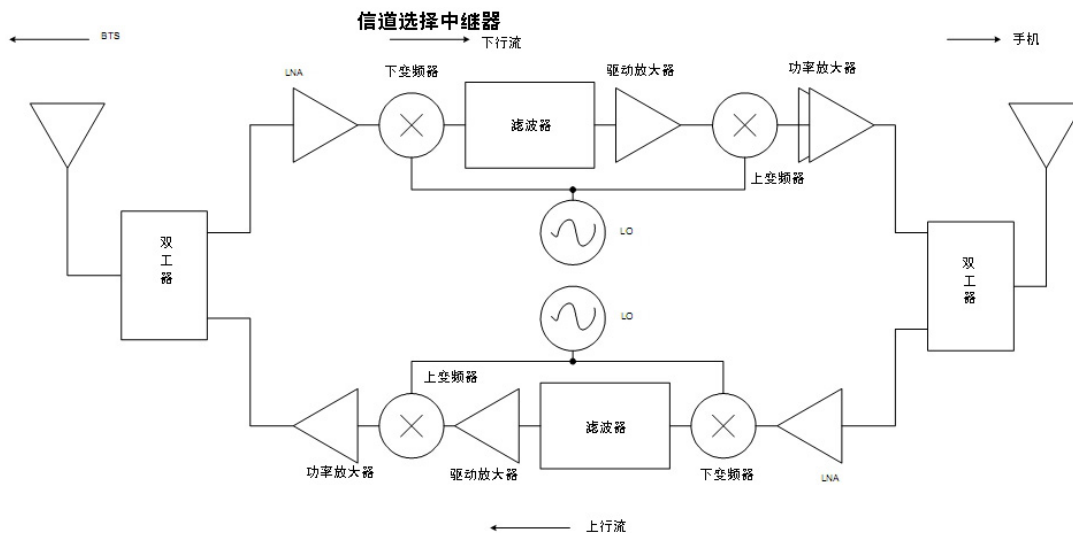 信道选择中继器
BTS
下行流
手机
LNA
下变频器
滤波器
驱动放大器
上变频器
功率放大器
双工器
LO
双工器
LO
上变频器
功率放大器
驱动放大器
滤波器
下变频器
LNA
上行流